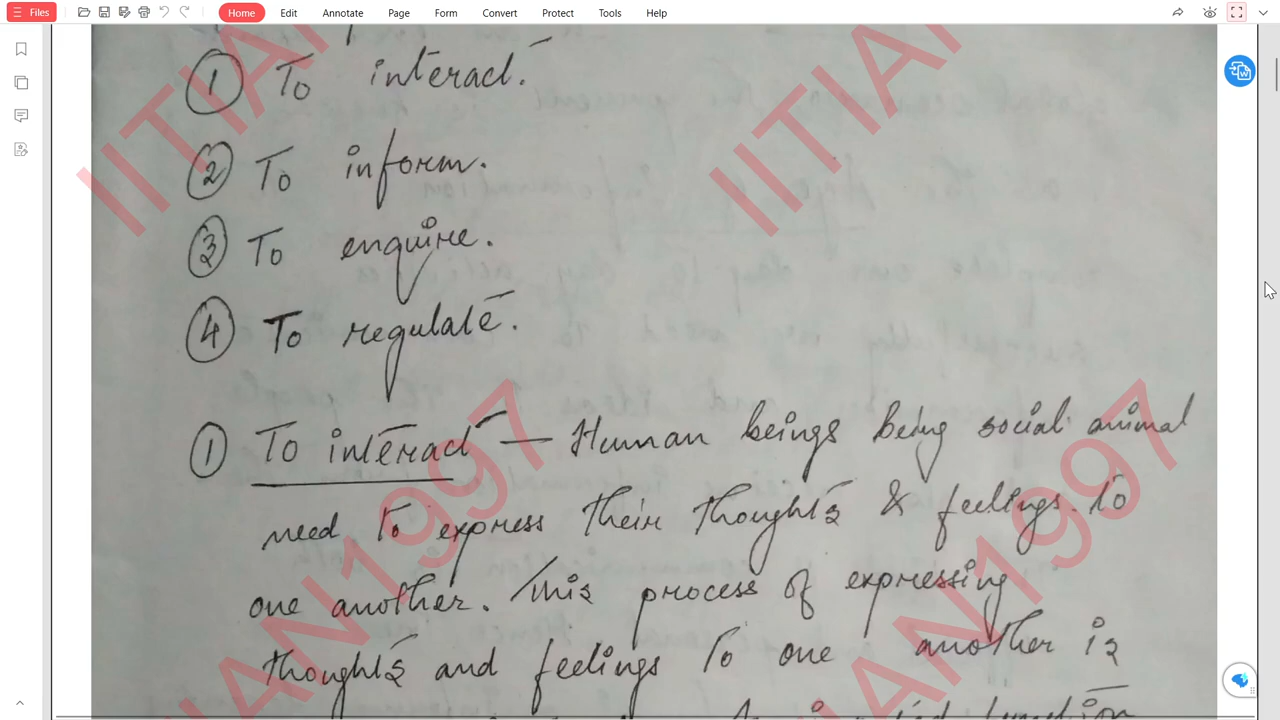 Files
Home
Edit
Annotate
Page
Form
Convert
Protect
Tools
Help
① To interact.
② To inform.
③ To enquire.
④ To regulate.
① To interact — Human beings being social animal
need to express their thoughts & feelings to
one another. This process of expressing
thoughts and feelings to one another is
IITIAN1997
IITIAN1997